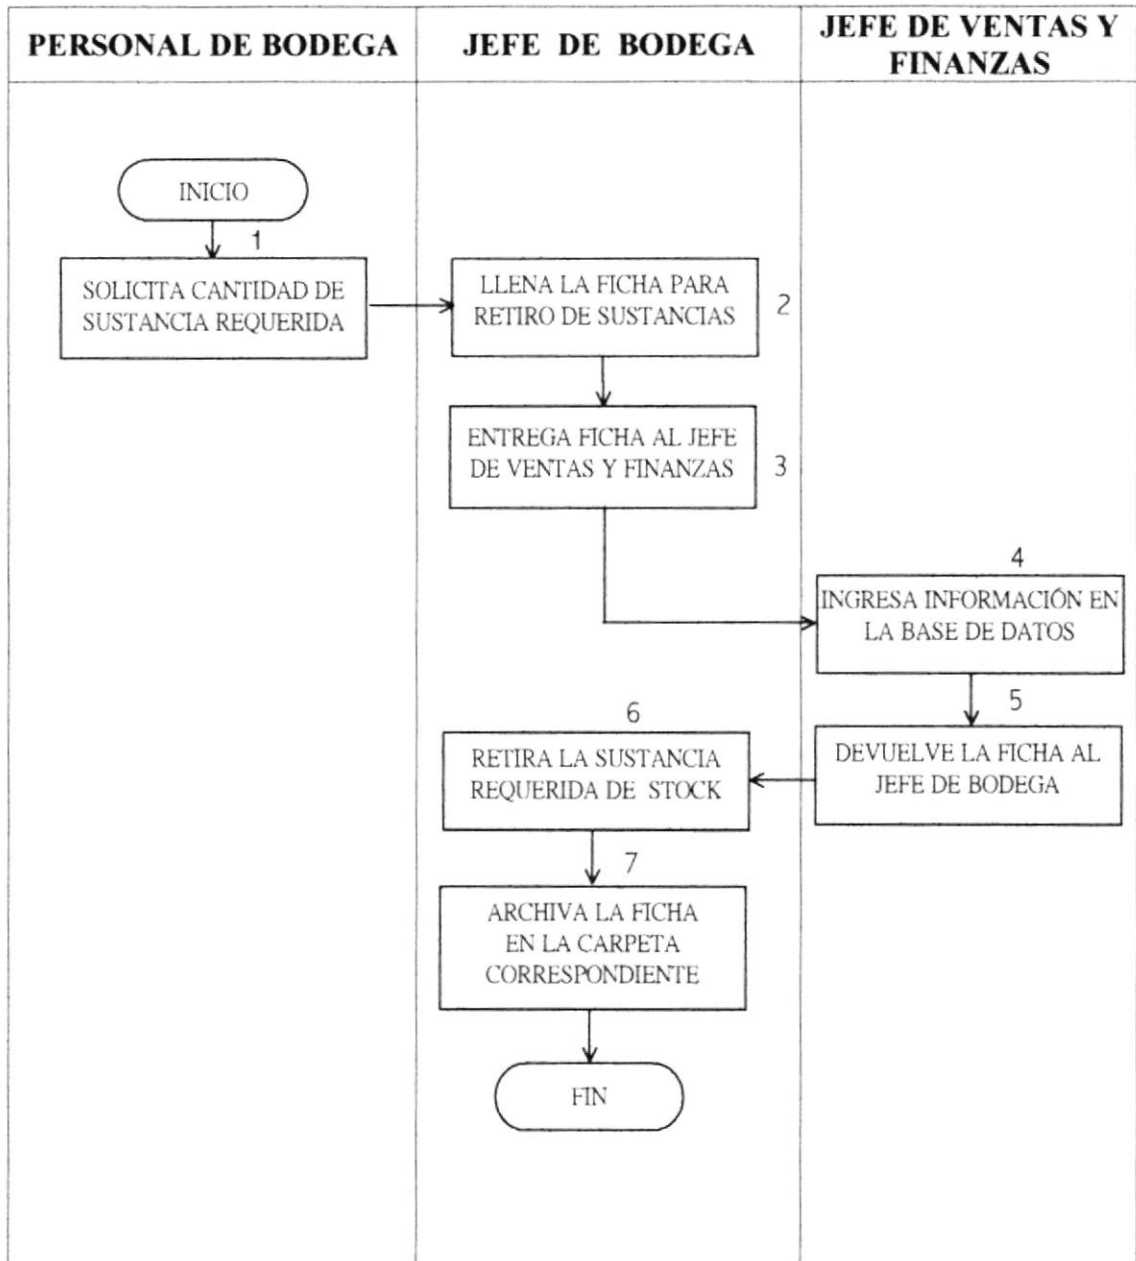 PERSONAL DE BODEGA
JEFE DE BODEGA
JEFE DE VENTAS Y
FINANZAS
INICIO
1
SOLICITA CANTIDAD DE
SUSTANCIA REQUERIDA
LLENA LA FICHA PARA
RETIRO DE SUSTANCIAS
2
ENTREGA FICHA AL JEFE
DE VENTAS Y FINANZAS
3
4
INGRESA INFORMACIÓN EN
LA BASE DE DATOS
5
DEVUELVE LA FICHA AL
JEFE DE BODEGA
6
RETIRA LA SUSTANCIA
REQUERIDA DE STOCK
7
ARCHIVA LA FICHA
EN LA CARPETA
CORRESPONDIENTE
FIN